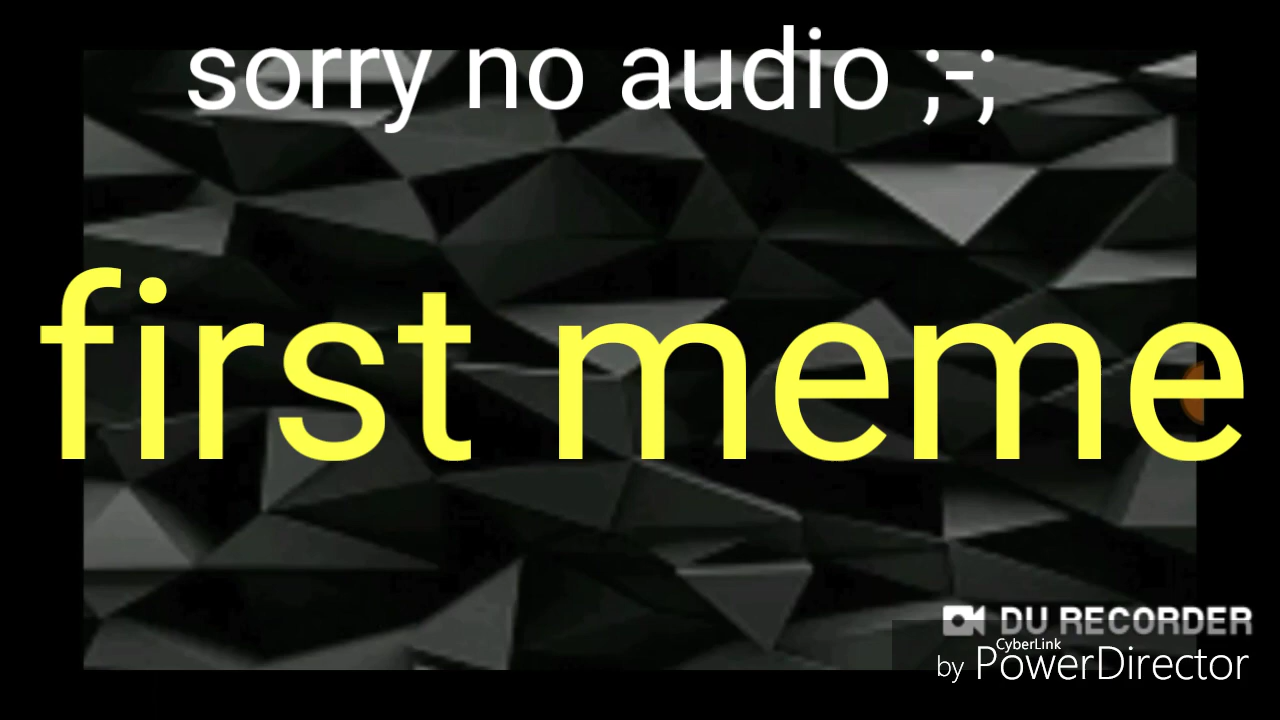 sorry no audio ;-;
first meme
DU RECORDER
CyberLink
by PowerDirector